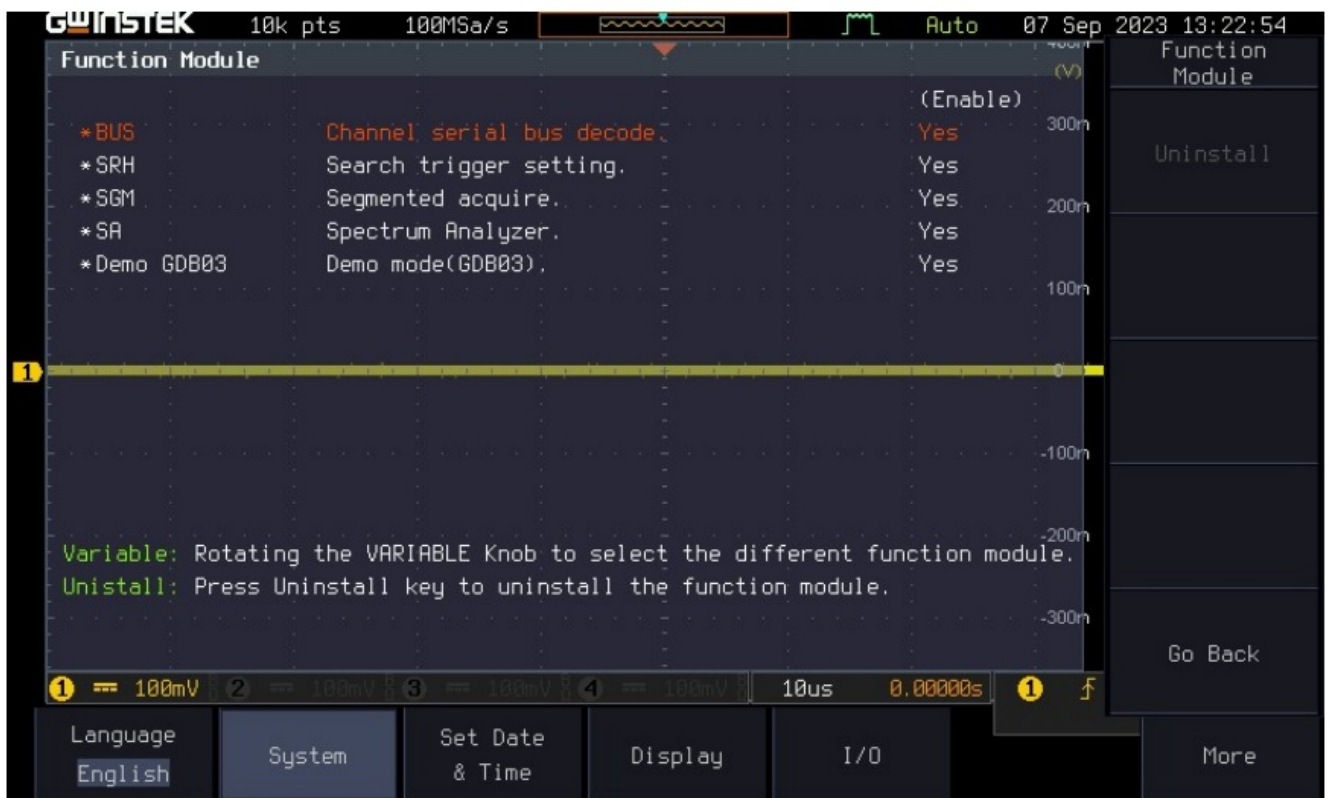 GWINSTEK 10k pts 100MSa/s Auto 07 Sep 2023 13:22:54
Function Module
(V)
(Enable)
*BUS Channel serial bus decode. Yes
300m
*SRH Search trigger setting. Yes
*SGM Segmented acquire. Yes
200m
*SA Spectrum Analyzer. Yes
*Demo GDB03 Demo mode(GDB03). Yes
100m
1
0
-100m
-200m
Variable: Rotating the VARIABLE Knob to select the different function module.
Unistall: Press Uninstall key to uninstall the function module.
-300m
1 100mV 2 100mV 3 100mV 4 100mV 10us 0.00000s 1
Function
Module
Uninstall
Go Back
Language
English
System
Set Date
& Time
Display
I/O
More